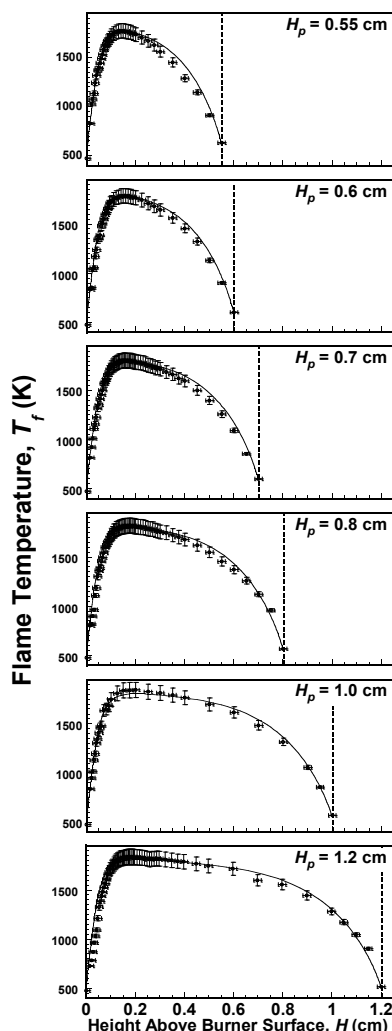 H_p = 0.55 cm
1500
1000
500
H_p = 0.6 cm
1500
1000
500
H_p = 0.7 cm
1500
1000
500
H_p = 0.8 cm
1500
1000
500
H_p = 1.0 cm
1500
1000
500
H_p = 1.2 cm
1500
1000
500
0 0.2 0.4 0.6 0.8 1.0 1.2
Flame Temperature, T_f (K)
Height Above Burner Surface, H (cm)